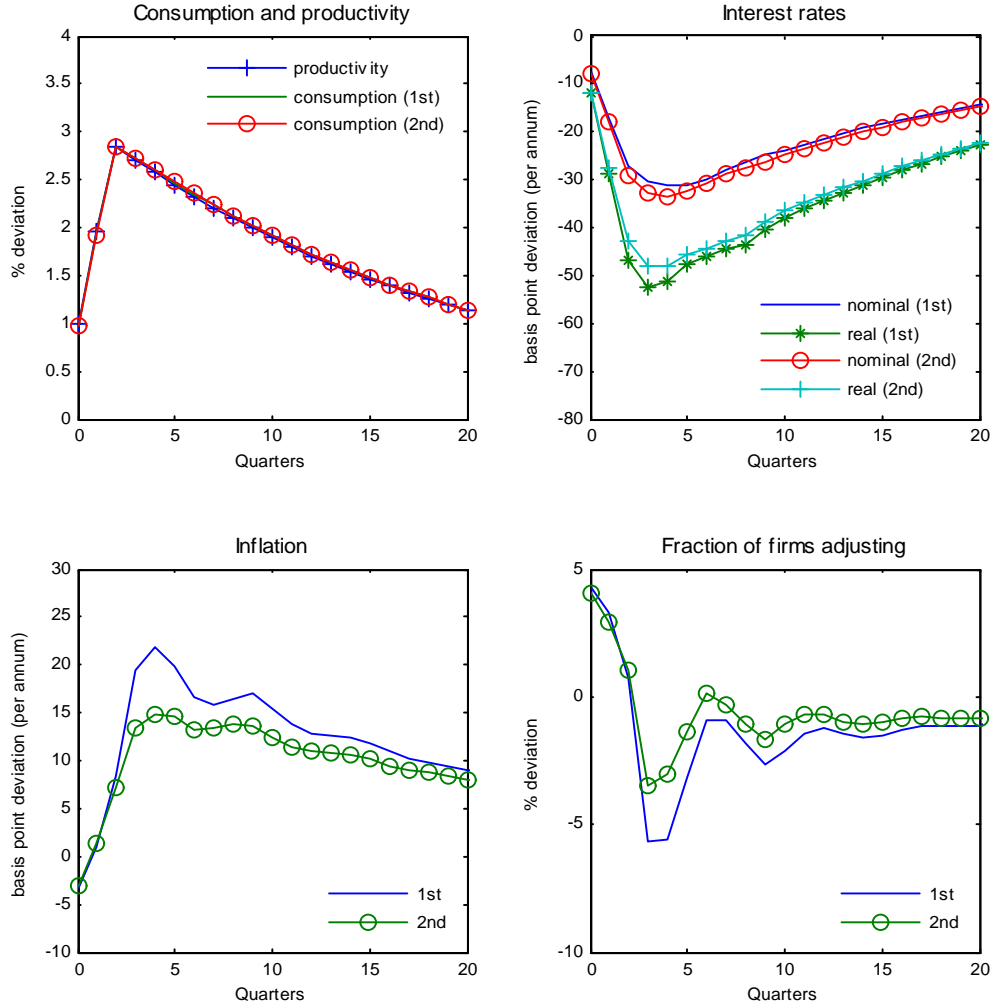 Consumption and productivity
4
3.5
3
2.5
2
1.5
1
0.5
0
% deviation
productivity
consumption (1st)
consumption (2nd)
0 5 10 15 20
Quarters
Interest rates
0
-10
-20
-30
-40
-50
-60
-70
-80
basis point deviation (per annum)
nominal (1st)
real (1st)
nominal (2nd)
real (2nd)
0 5 10 15 20
Quarters
Inflation
30
25
20
15
10
5
0
-5
-10
basis point deviation (per annum)
1st
2nd
0 5 10 15 20
Fraction of firms adjusting
5
0
-5
-10
% deviation
1st
2nd
0 5 10 15 20